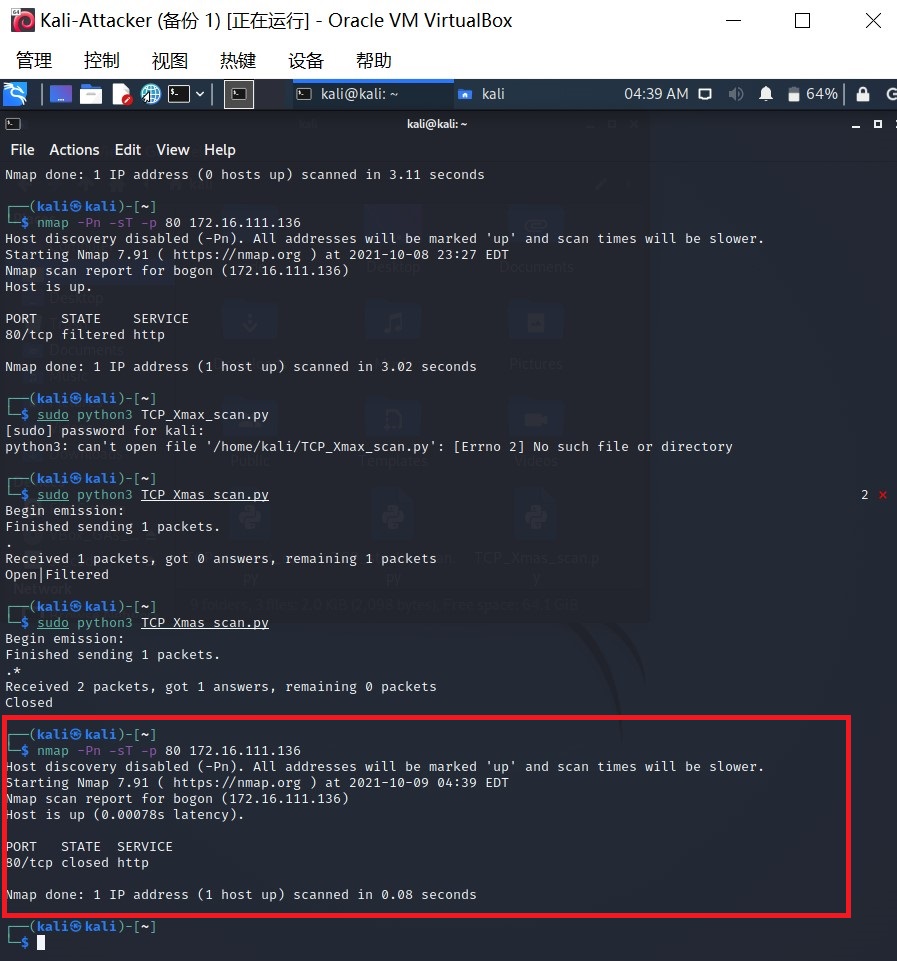 Kali-Attacker (备份 1) [正在运行] - Oracle VM VirtualBox
管理 控制 视图 热键 设备 帮助
kali@kali: ~ kali 04:39 AM 64%
kali@kali: ~
File Actions Edit View Help
Nmap done: 1 IP address (0 hosts up) scanned in 3.11 seconds
┌──(kali㉿kali)-[~]
└─$ nmap -Pn -sT -p 80 172.16.111.136
Host discovery disabled (-Pn). All addresses will be marked 'up' and scan times will be slower.
Starting Nmap 7.91 ( https://nmap.org ) at 2021-10-08 23:27 EDT
Nmap scan report for bogon (172.16.111.136)
Host is up.
PORT   STATE    SERVICE
80/tcp filtered http
Nmap done: 1 IP address (1 host up) scanned in 3.02 seconds
┌──(kali㉿kali)-[~]
└─$ sudo python3 TCP_Xmax_scan.py
[sudo] password for kali:
python3: can't open file '/home/kali/TCP_Xmax_scan.py': [Errno 2] No such file or directory
┌──(kali㉿kali)-[~]
└─$ sudo python3 TCP_Xmas_scan.py 2 ⨯
Begin emission:
Finished sending 1 packets.
.
Received 1 packets, got 0 answers, remaining 1 packets
Open|Filtered
┌──(kali㉿kali)-[~]
└─$ sudo python3 TCP_Xmas_scan.py
Begin emission:
Finished sending 1 packets.
.*
Received 2 packets, got 1 answers, remaining 0 packets
Closed
┌──(kali㉿kali)-[~]
└─$ nmap -Pn -sT -p 80 172.16.111.136
Host discovery disabled (-Pn). All addresses will be marked 'up' and scan times will be slower.
Starting Nmap 7.91 ( https://nmap.org ) at 2021-10-09 04:39 EDT
Nmap scan report for bogon (172.16.111.136)
Host is up (0.00078s latency).
PORT   STATE  SERVICE
80/tcp closed http
Nmap done: 1 IP address (1 host up) scanned in 0.08 seconds
┌──(kali㉿kali)-[~]
└─$